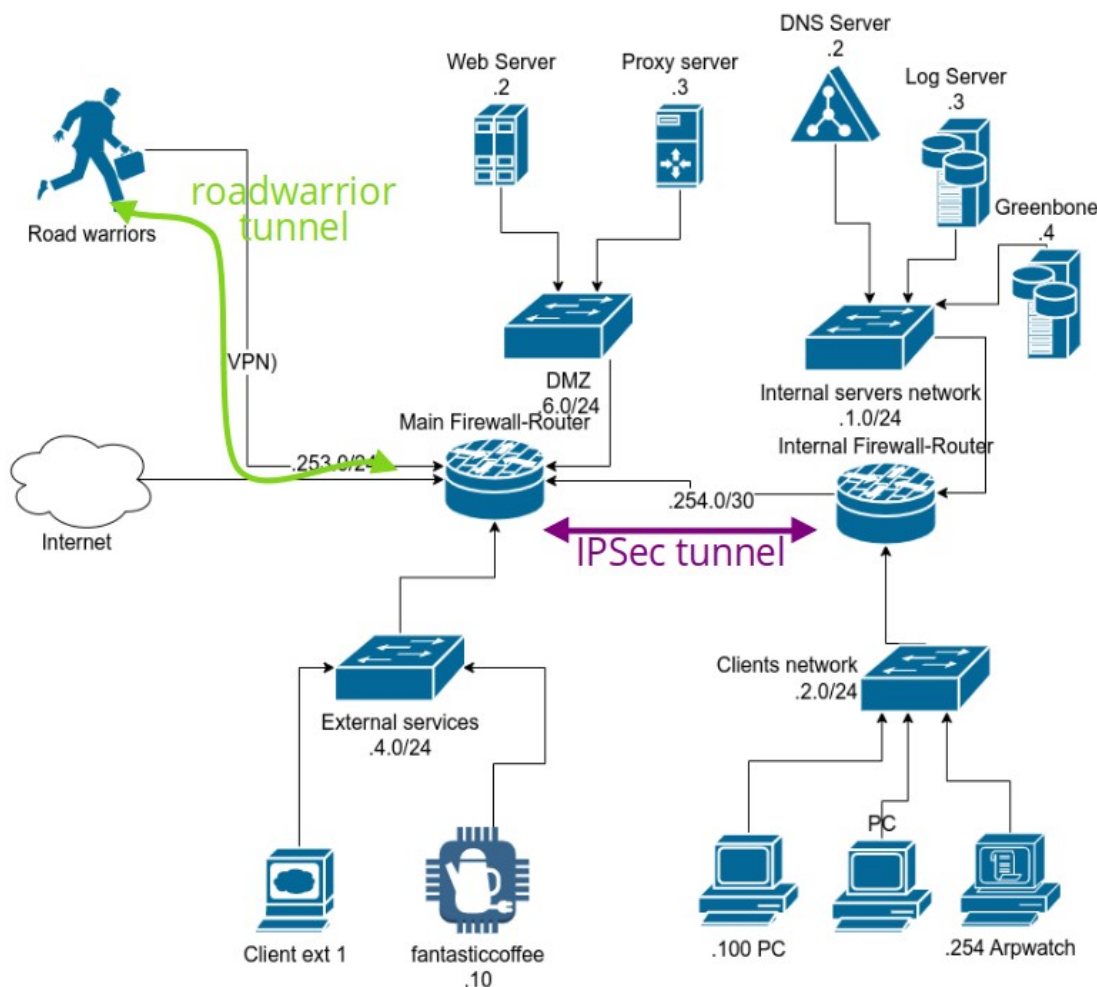 DNS Server
.2
Web Server
.2
Proxy server
.3
Log Server
.3
roadwarrior
tunnel
Road warriors
Greenbone
.4
VPN)
DMZ
.6.0/24
Internal servers network
.1.0/24
Main Firewall-Router
Internal Firewall-Router
.253.0/24
.254.0/30
Internet
IPSec tunnel
Clients network
.2.0/24
External services
.4.0/24
PC
Client ext 1
fantasticcoffee
.10
.100 PC
.254 Arpwatch